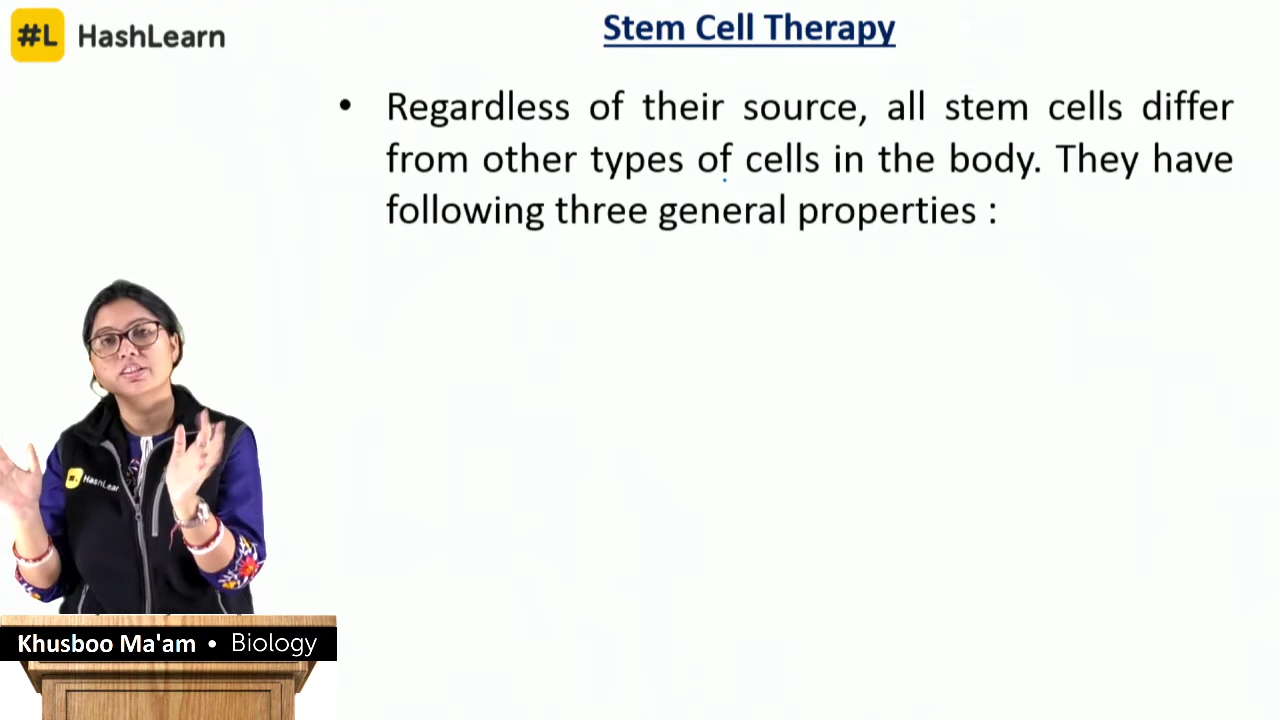 #L HashLearn
Stem Cell Therapy
• Regardless of their source, all stem cells differ
from other types of cells in the body. They have
following three general properties :
HashLear
Khusboo Ma'am • Biology